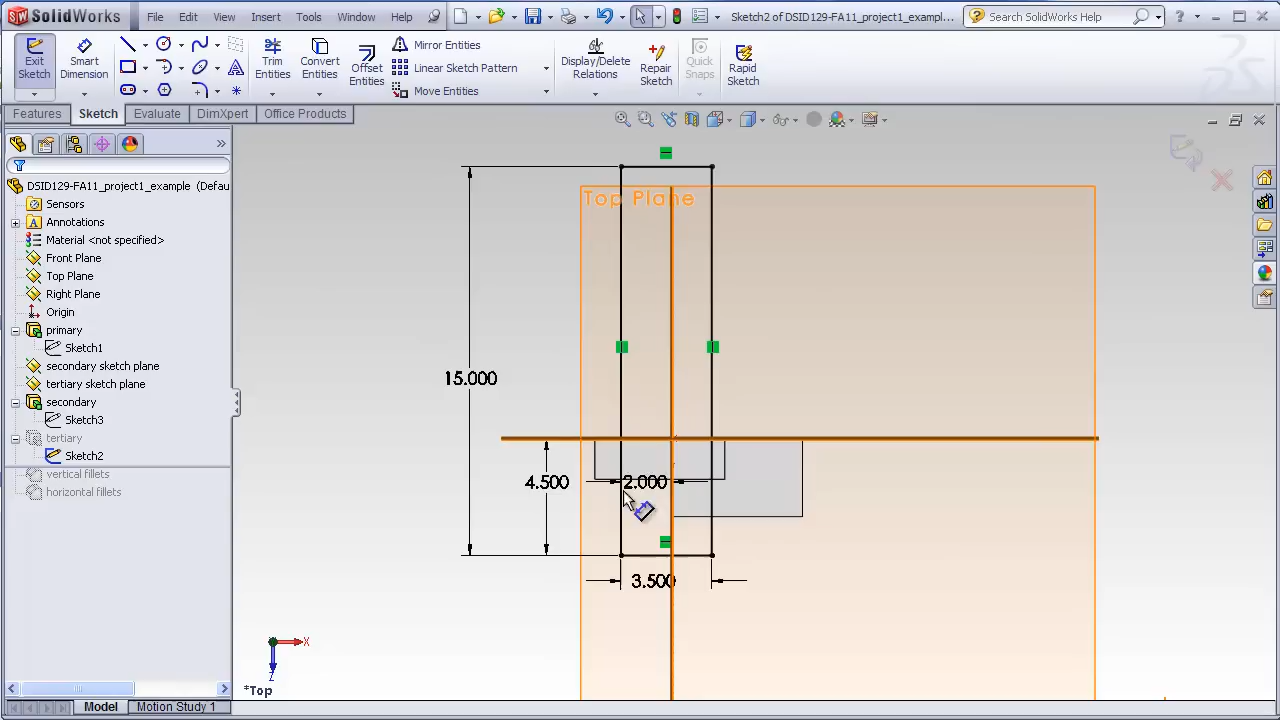 SolidWorks File Edit View Insert Tools Window Help Sketch2 of DSID129-FA11_project1_exampl... Search SolidWorks Help
Exit Sketch
Smart Dimension
Trim Entities
Convert Entities
Offset Entities
Mirror Entities
Linear Sketch Pattern
Move Entities
Display/Delete Relations
Repair Sketch
Quick Snaps
Rapid Sketch
Features Sketch Evaluate DimXpert Office Products
DSID129-FA11_project1_example (Defau
Sensors
Annotations
Material <not specified>
Front Plane
Top Plane
Right Plane
Origin
primary
Sketch1
secondary sketch plane
tertiary sketch plane
secondary
Sketch3
tertiary
Sketch2
vertical fillets
horizontal fillets
Top Plane
15.000
4.500
2.000
3.500
X
Z
*Top
Model Motion Study 1